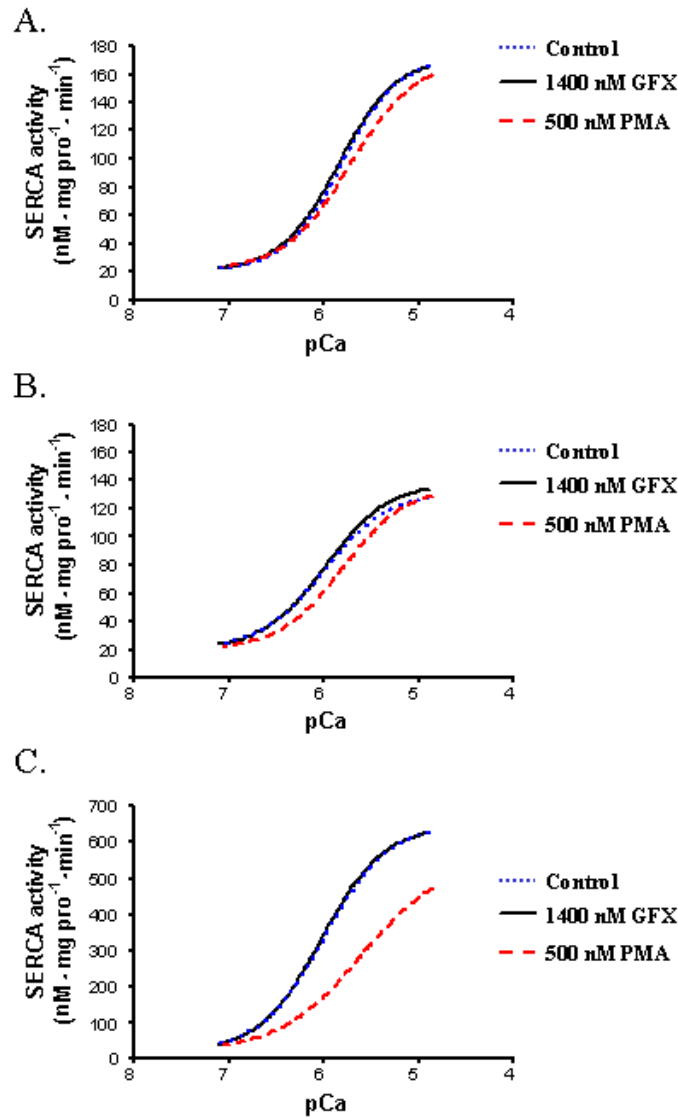 A.
SERCA activity
(nM - mg pro⁻¹ - min⁻¹)
180
160
140
120
100
80
60
40
20
0
8 7 6 5 4
pCa
Control
1400 nM GFX
500 nM PMA
B.
SERCA activity
(nM - mg pro⁻¹ - min⁻¹)
180
160
140
120
100
80
60
40
20
0
8 7 6 5 4
pCa
Control
1400 nM GFX
500 nM PMA
C.
SERCA activity
(nM - mg pro⁻¹ -min⁻¹)
700
600
500
400
300
200
100
0
8 7 6 5 4
pCa
Control
1400 nM GFX
500 nM PMA